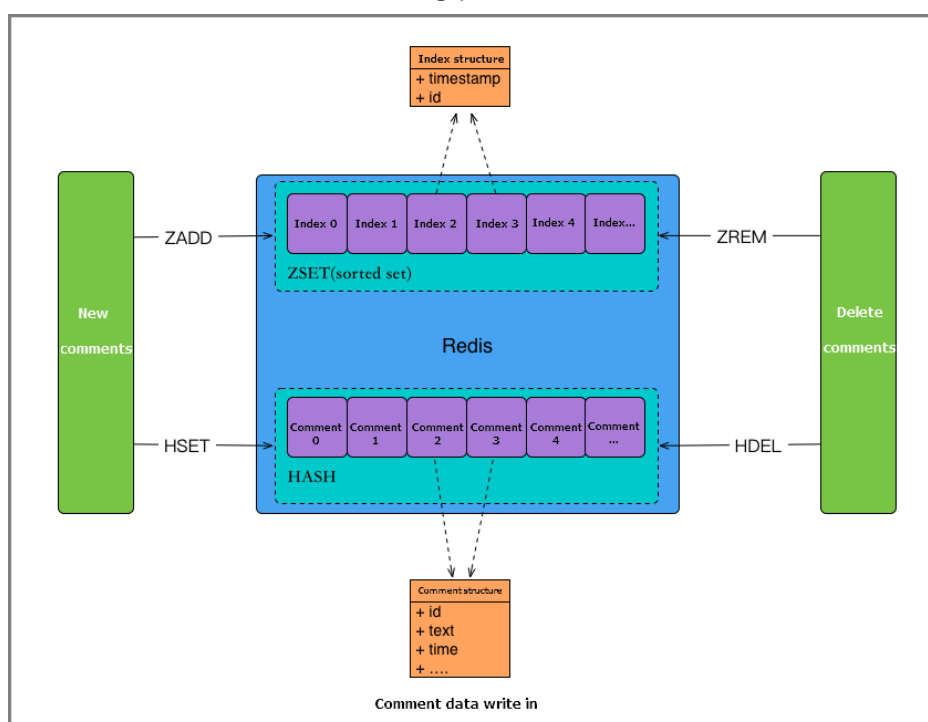 Index structure
+ timestamp
+ id
Index 0 Index 1 Index 2 Index 3 Index 4 Index...
ZADD
ZREM
ZSET(sorted set)
New
comments
Redis
Delete
comments
Comment
0
Comment
1
Comment
2
Comment
3
Comment
4
Comment
...
HSET
HDEL
HASH
Comment structure
+ id
+ text
+ time
+ ....
Comment data write in